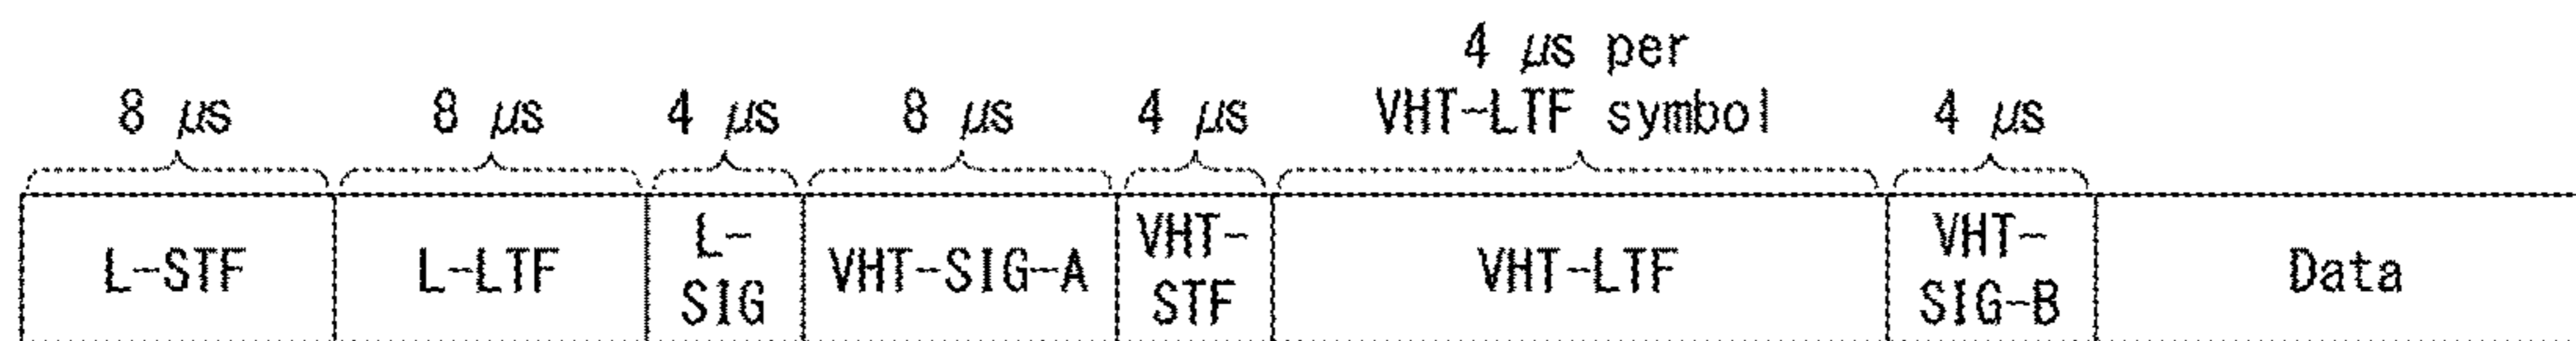 4 μs per
8 μs 8 μs 4 μs 8 μs 4 μs VHT-LTF symbol 4 μs
L-STF L-LTF L-SIG VHT-SIG-A VHT-STF VHT-LTF VHT-SIG-B Data